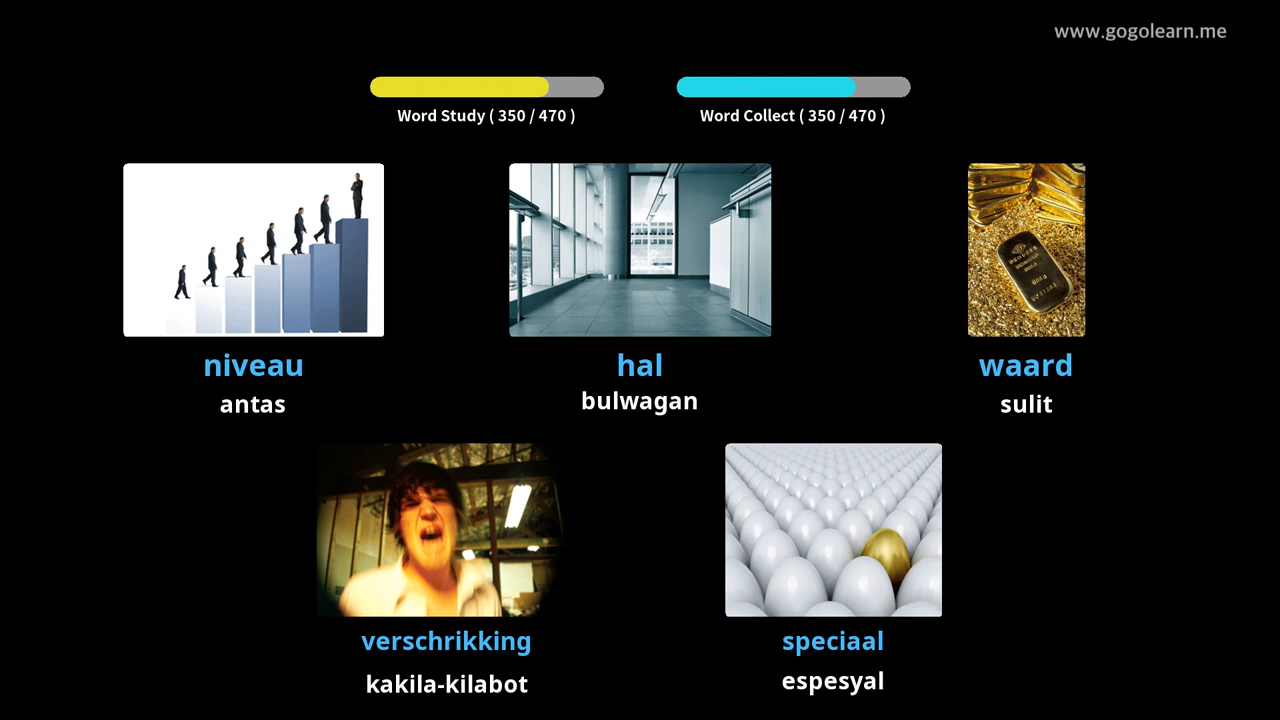 www.gogolearn.me
Word Study ( 350 / 470 )
Word Collect ( 350 / 470 )
niveau
antas
hal
bulwagan
waard
sulit
verschrikking
kakila-kilabot
speciaal
espesyal